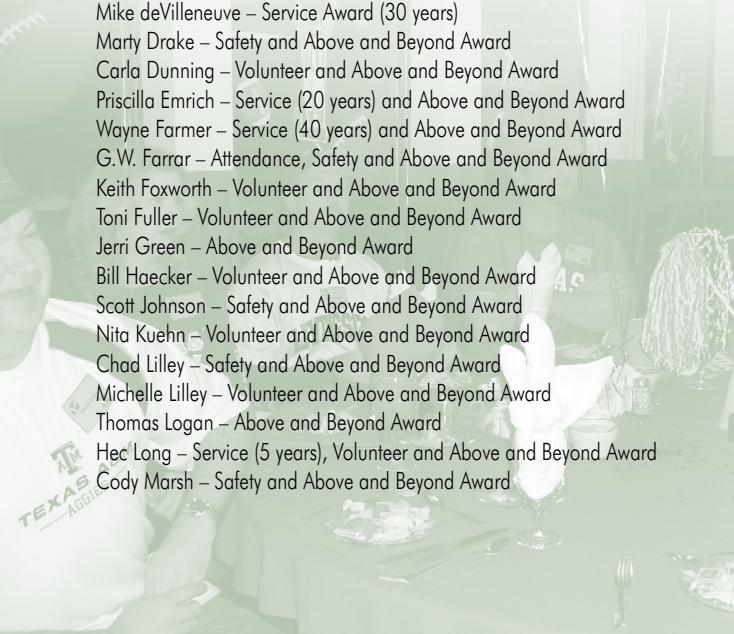 Mike deVilleneuve – Service Award (30 years)
Marty Drake – Safety and Above and Beyond Award
Carla Dunning – Volunteer and Above and Beyond Award
Priscilla Emrich – Service (20 years) and Above and Beyond Award
Wayne Farmer – Service (40 years) and Above and Beyond Award
G.W. Farrar – Attendance, Safety and Above and Beyond Award
Keith Foxworth – Volunteer and Above and Beyond Award
Toni Fuller – Volunteer and Above and Beyond Award
Jerri Green – Above and Beyond Award
Bill Haecker – Volunteer and Above and Beyond Award
Scott Johnson – Safety and Above and Beyond Award
Nita Kuehn – Volunteer and Above and Beyond Award
Chad Lilley – Safety and Above and Beyond Award
Michelle Lilley – Volunteer and Above and Beyond Award
Thomas Logan – Above and Beyond Award
Hec Long – Service (5 years), Volunteer and Above and Beyond Award
Cody Marsh – Safety and Above and Beyond Award
ATM
TEXAS A&M
AGGIES